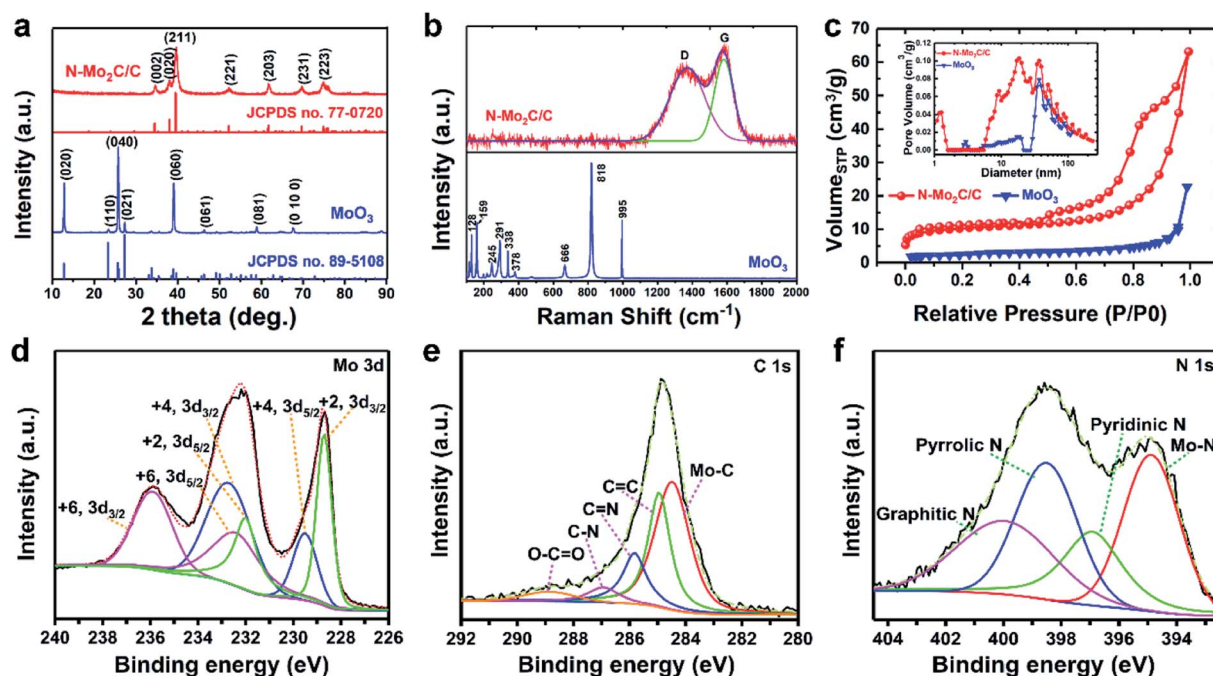 a
Intensity (a.u.)
N-Mo₂C/C
(002)
(020)
(211)
(221)
(203)
(231)
(223)
JCPDS no. 77-0720
(020)
(110)
(040)
(021)
(060)
(061)
(081)
(0 10 0)
MoO₃
JCPDS no. 89-5108
10 20 30 40 50 60 70 80 90
2 theta (deg.)
b
Intensity (a.u.)
D
G
N-Mo₂C/C
128
159
245
291
338
378
666
818
995
MoO₃
200 400 600 800 1000 1200 1400 1600 1800 2000
Raman Shift (cm⁻¹)
c
Volume_STP (cm³/g)
70
60
50
40
30
20
10
0
Pore Volume (cm³/g)
0.12
0.10
0.08
0.06
0.04
0.02
0.00
N-Mo₂C/C
MoO₃
1 10 100
Diameter (nm)
N-Mo₂C/C MoO₃
0.0 0.2 0.4 0.6 0.8 1.0
Relative Pressure (P/P0)
d
Intensity (a.u.)
Mo 3d
+4, 3d₃/₂
+4, 3d₅/₂
+2, 3d₃/₂
+2, 3d₅/₂
+6, 3d₅/₂
+6, 3d₃/₂
240 238 236 234 232 230 228 226
Binding energy (eV)
e
Intensity (a.u.)
C 1s
C=C
Mo-C
C=N
C-N
O-C=O
292 290 288 286 284 282 280
Binding energy (eV)
f
Intensity (a.u.)
N 1s
Pyridinic N
Pyrrolic N
Mo-N
Graphitic N
404 402 400 398 396 394
Binding energy (eV)